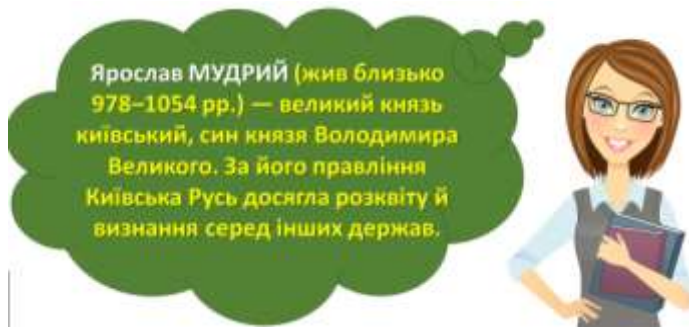 Ярослав МУДРИЙ (жив близько
978–1054 рр.) — великий князь
київський, син князя Володимира
Великого. За його правління
Київська Русь досягла розквіту й
визнання серед інших держав.